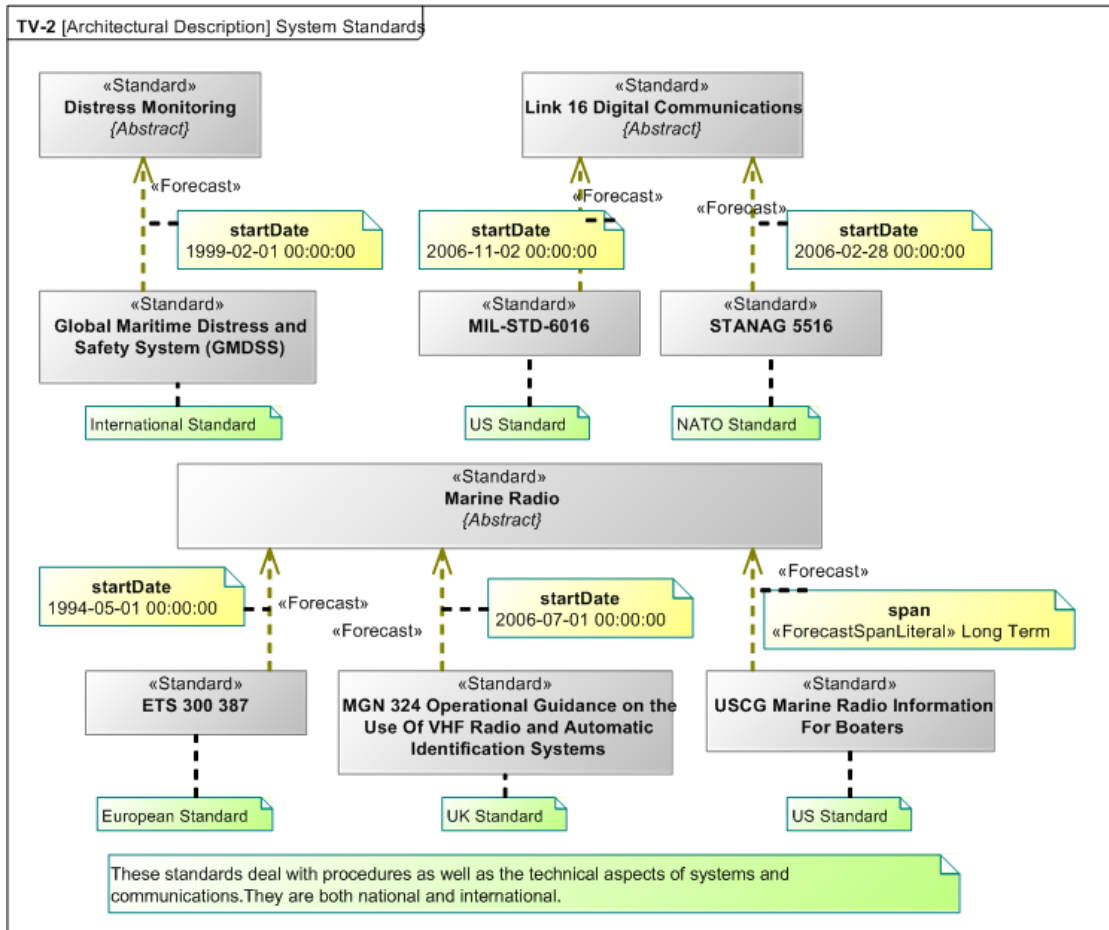 TV-2 [Architectural Description] System Standards
«Standard»
Distress Monitoring
{Abstract}
«Standard»
Link 16 Digital Communications
{Abstract}
«Forecast»
startDate
1999-02-01 00:00:00
«Forecast»
startDate
2006-11-02 00:00:00
«Forecast»
startDate
2006-02-28 00:00:00
«Standard»
Global Maritime Distress and
Safety System (GMDSS)
«Standard»
MIL-STD-6016
«Standard»
STANAG 5516
International Standard
US Standard
NATO Standard
«Standard»
Marine Radio
{Abstract}
startDate
1994-05-01 00:00:00
«Forecast»
«Forecast»
startDate
2006-07-01 00:00:00
«Forecast»
span
«ForecastSpanLiteral» Long Term
«Standard»
ETS 300 387
«Standard»
MGN 324 Operational Guidance on the
Use Of VHF Radio and Automatic
Identification Systems
«Standard»
USCG Marine Radio Information
For Boaters
European Standard
UK Standard
US Standard
These standards deal with procedures as well as the technical aspects of systems and
communications.They are both national and international.